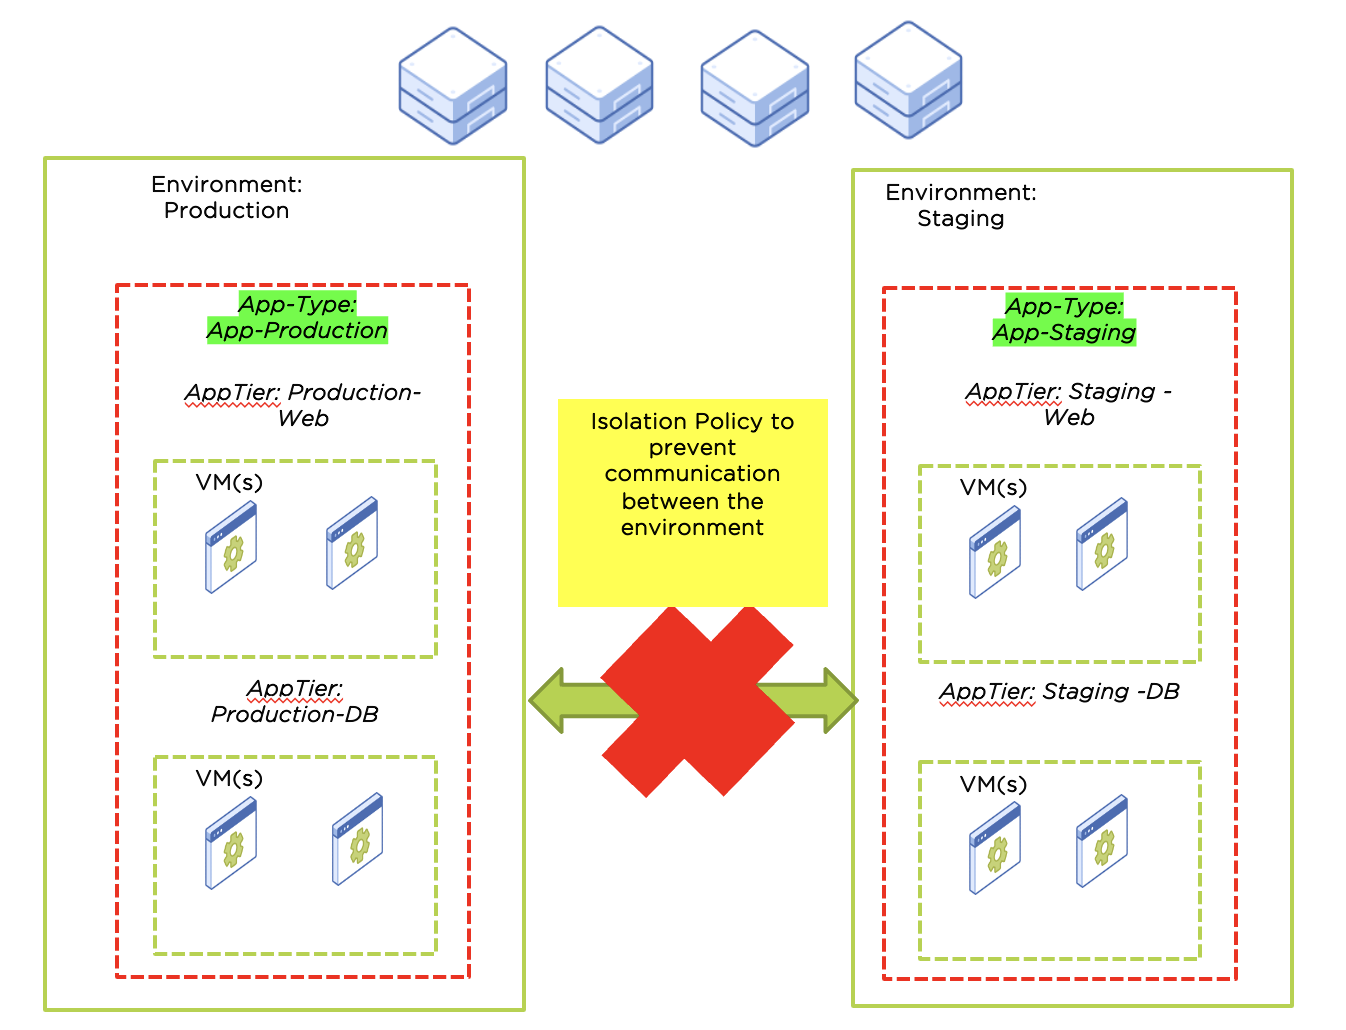 Environment:
Production
App-Type:
App-Production
AppTier: Production-
Web
VM(s)
AppTier:
Production-DB
VM(s)
Isolation Policy to
prevent
communication
between the
environment
Environment:
Staging
App-Type:
App-Staging
AppTier: Staging -
Web
VM(s)
AppTier: Staging -DB
VM(s)